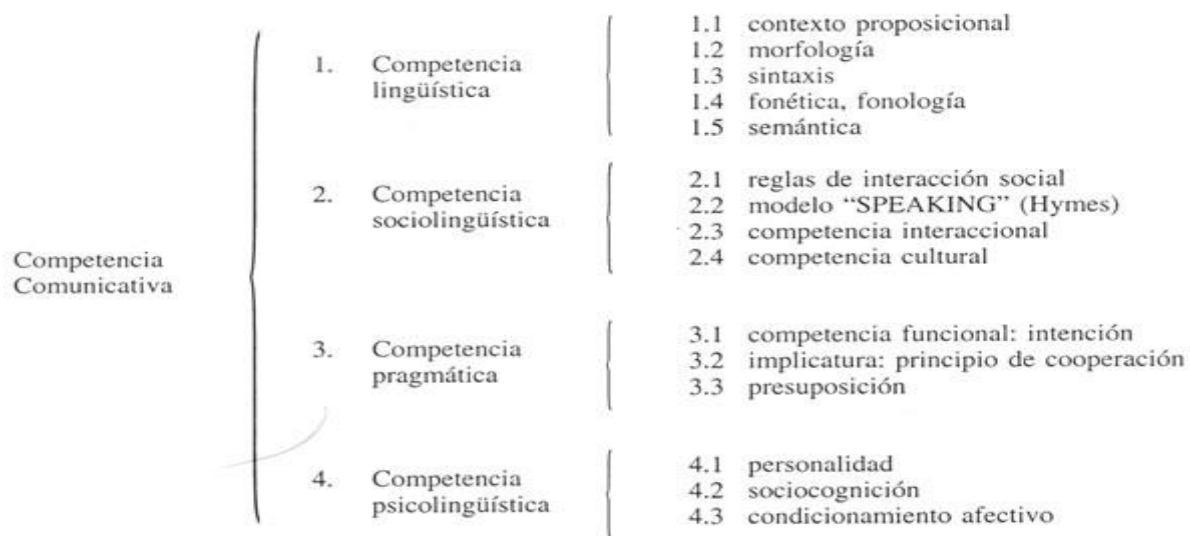 Competencia
Comunicativa
1. Competencia
lingüística
1.1 contexto proposicional
1.2 morfología
1.3 sintaxis
1.4 fonética, fonología
1.5 semántica
2. Competencia
sociolingüística
2.1 reglas de interacción social
2.2 modelo “SPEAKING” (Hymes)
2.3 competencia interaccional
2.4 competencia cultural
3. Competencia
pragmática
3.1 competencia funcional: intención
3.2 implicatura: principio de cooperación
3.3 presuposición
4. Competencia
psicolingüística
4.1 personalidad
4.2 sociocognición
4.3 condicionamiento afectivo